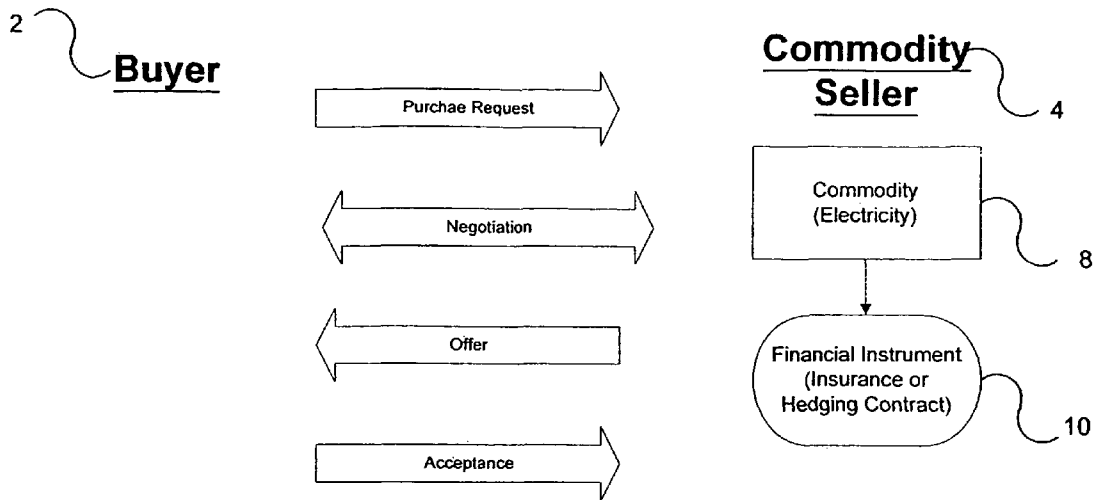 2
Buyer
Commodity
Seller
4
Purchae Request
Commodity
(Electricity)
8
Negotiation
Offer
Financial Instrument
(Insurance or
Hedging Contract)
10
Acceptance